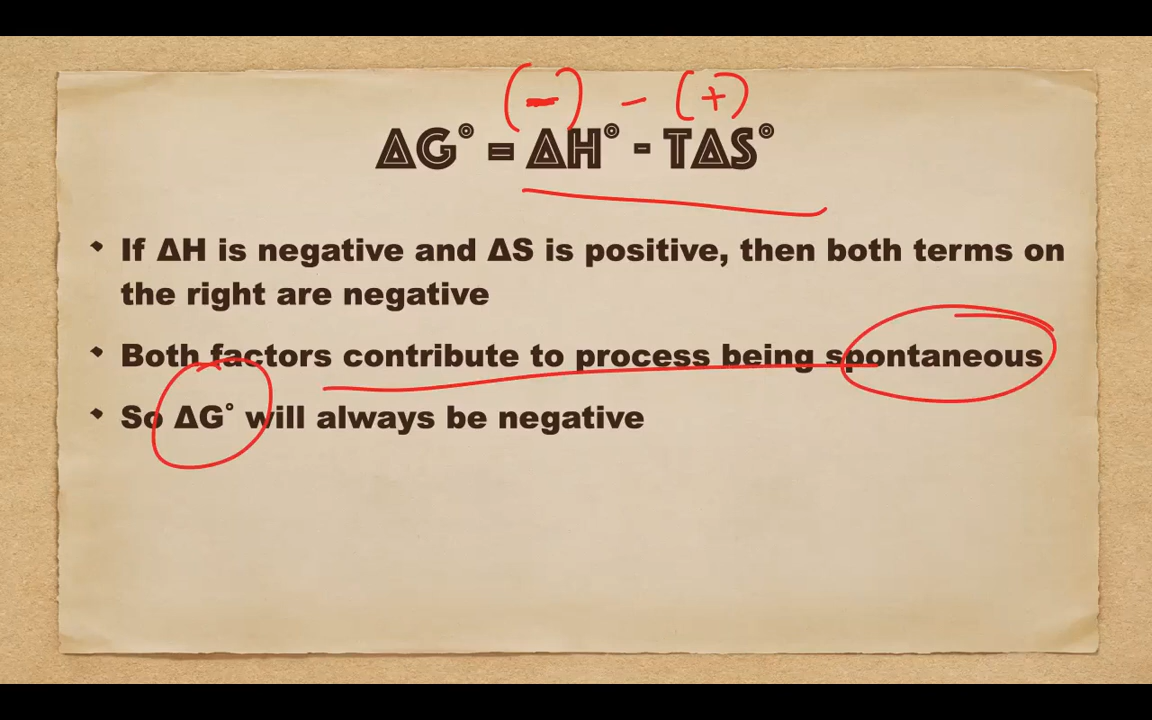 (-) - (+)
ΔG° = ΔH° - TΔS°
If ΔH is negative and ΔS is positive, then both terms on
the right are negative
Both factors contribute to process being spontaneous
So ΔG° will always be negative